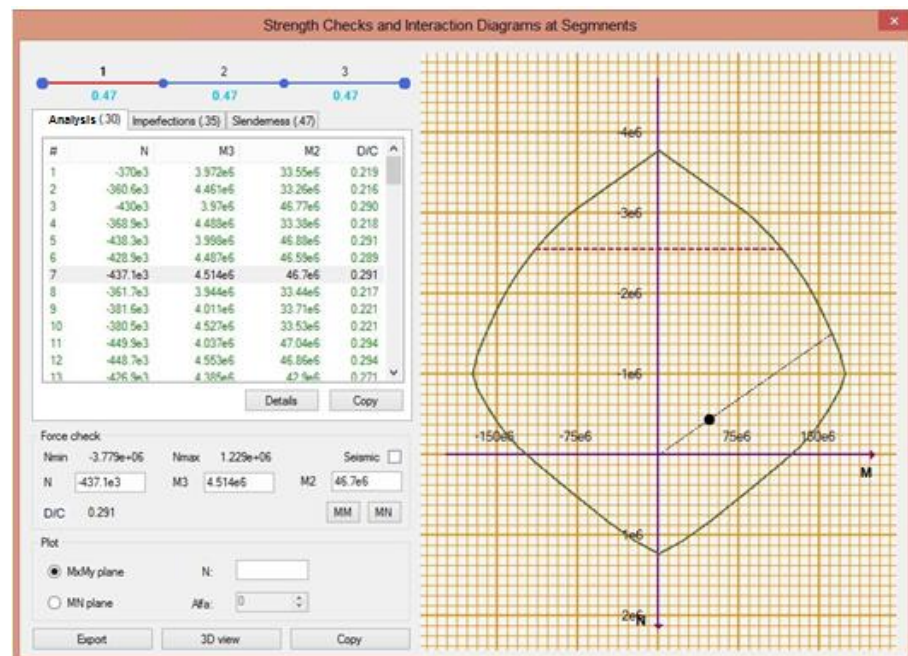 Strength Checks and Interaction Diagrams at Segmnents
1 2 3
0.47 0.47 0.47
Analysis (.30) Imperfections (.35) Slenderness (.47)
# N M3 M2 D/C
1 -370e3 3.972e6 33.55e6 0.219
2 -360.6e3 4.461e6 33.26e6 0.216
3 -430e3 3.97e6 46.77e6 0.290
4 -368.9e3 4.488e6 33.38e6 0.218
5 -438.3e3 3.998e6 46.88e6 0.291
6 -428.9e3 4.487e6 46.59e6 0.289
7 -437.1e3 4.514e6 46.7e6 0.291
8 -361.7e3 3.944e6 33.44e6 0.217
9 -381.6e3 4.011e6 33.71e6 0.221
10 -380.5e3 4.527e6 33.53e6 0.221
11 -449.9e3 4.037e6 47.04e6 0.294
12 -448.7e3 4.553e6 46.86e6 0.294
13 -426.9e3 4.385e6 42.9e6 0.271
Details Copy
Force check
Nmin -3.779e+06 Nmax 1.229e+06 Seismic
N -437.1e3 M3 4.514e6 M2 46.7e6
D/C 0.291 MM MN
Plot
MxMy plane N:
MN plane Alfa: 0
Export 3D view Copy
-4e6
-3e6
-2e6
-1e6
-150e6 -75e6 75e6 150e6
M
1e6
2e6
N